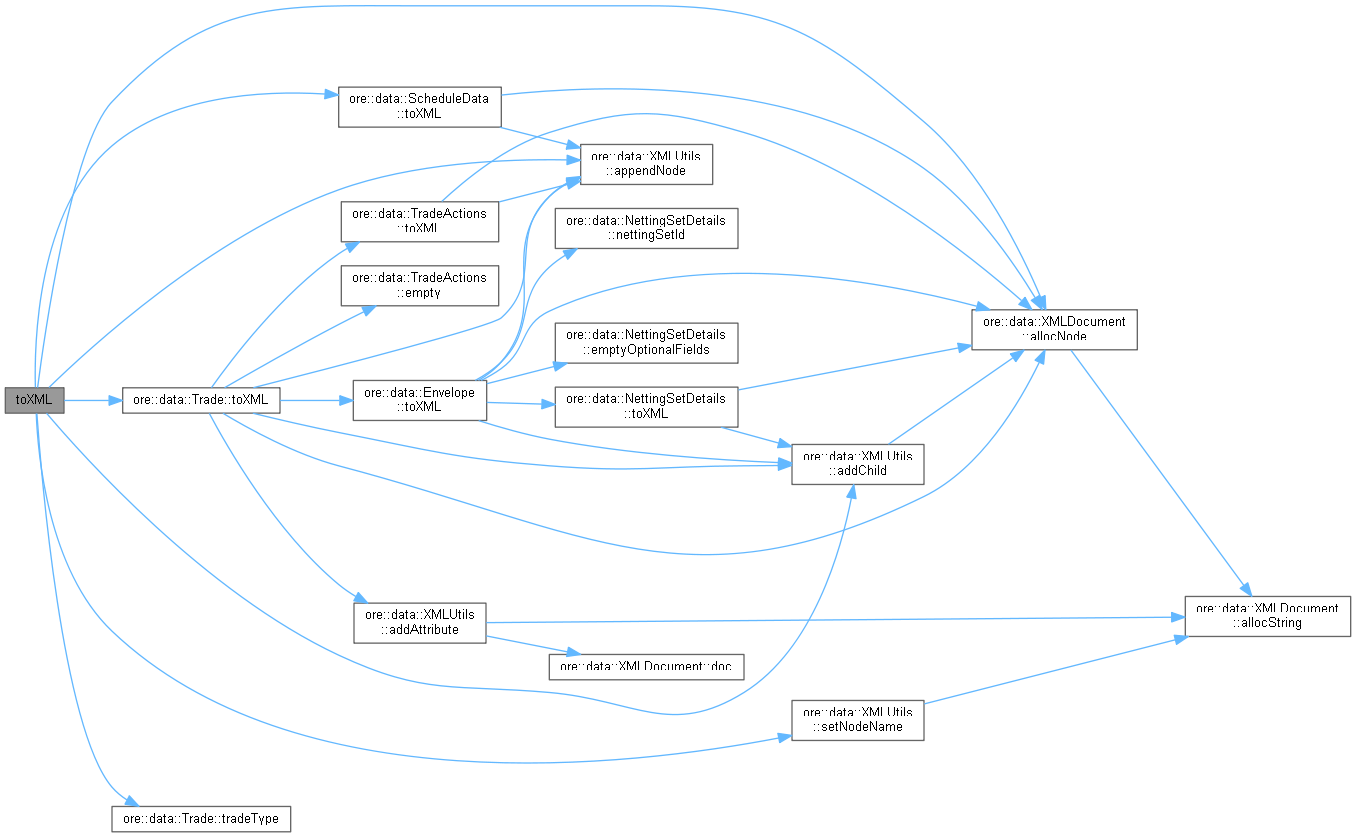 ore::data::ScheduleData
::toXML
ore::data::XMLUtils
::appendNode
ore::data::TradeActions
::toXML
ore::data::NettingSetDetails
::nettingSetId
ore::data::TradeActions
::empty
ore::data::XMLDocument
::allocNode
ore::data::NettingSetDetails
::emptyOptionalFields
toXML
ore::data::Trade::toXML
ore::data::Envelope
::toXML
ore::data::NettingSetDetails
::toXML
ore::data::XMLUtils
::addChild
ore::data::XMLUtils
::addAttribute
ore::data::XMLDocument
::allocString
ore::data::XMLDocument::doc
ore::data::XMLUtils
::setNodeName
ore::data::Trade::tradeType